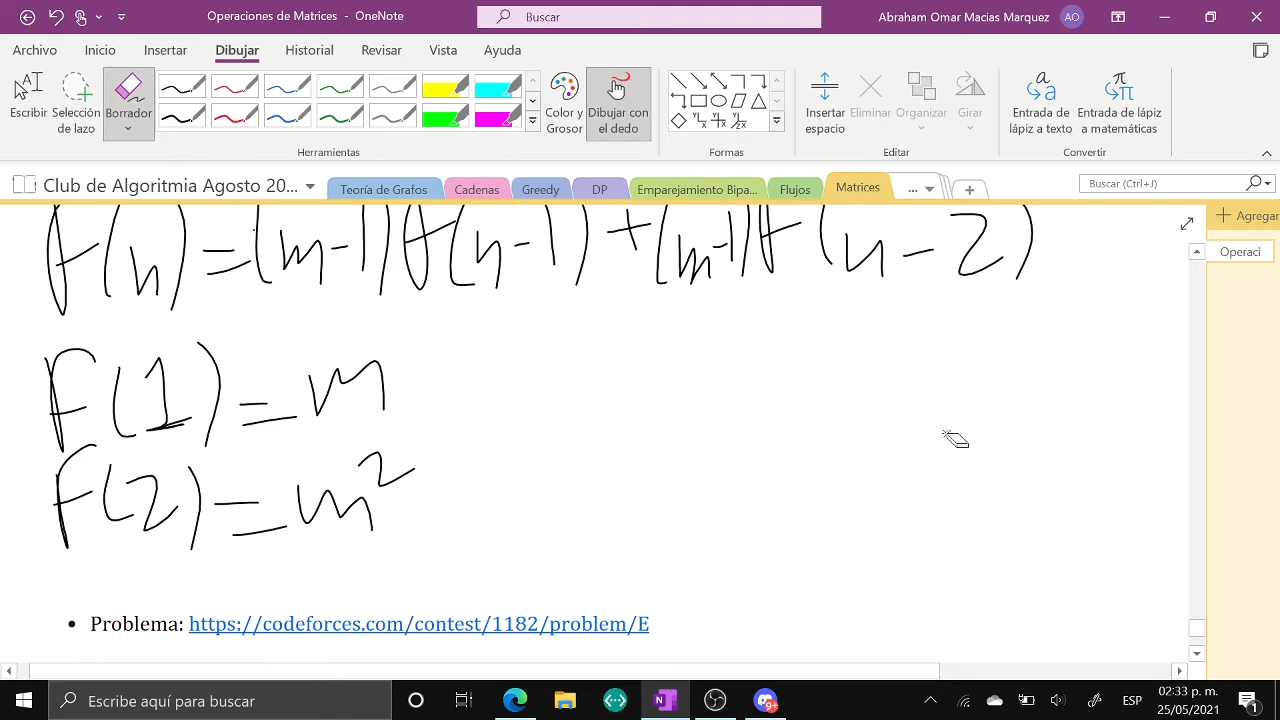 Operaciones de Matrices - OneNote
Buscar
Abraham Omar Macias Marquez AO
Archivo Inicio Insertar Dibujar Historial Revisar Vista Ayuda
Escribir
Selección de lazo
Borrador
Color y Grosor
Dibujar con el dedo
Insertar espacio
Eliminar
Organizar
Girar
Entrada de lápiz a texto
Entrada de lápiz a matemáticas
Herramientas Formas Editar Convertir
Club de Algoritmia Agosto 20...
Teoría de Grafos Cadenas Greedy DP Emparejamiento Bipa... Flujos Matrices ...
Buscar (Ctrl+J)
Agregar
Operaci
f(n) = (m-1)f(n-1) + (m-1)f(n-2)
F(1) = m
F(2) = m²
• Problema: https://codeforces.com/contest/1182/problem/E
Escribe aquí para buscar
9+
ESP
02:33 p. m.
25/05/2021
1